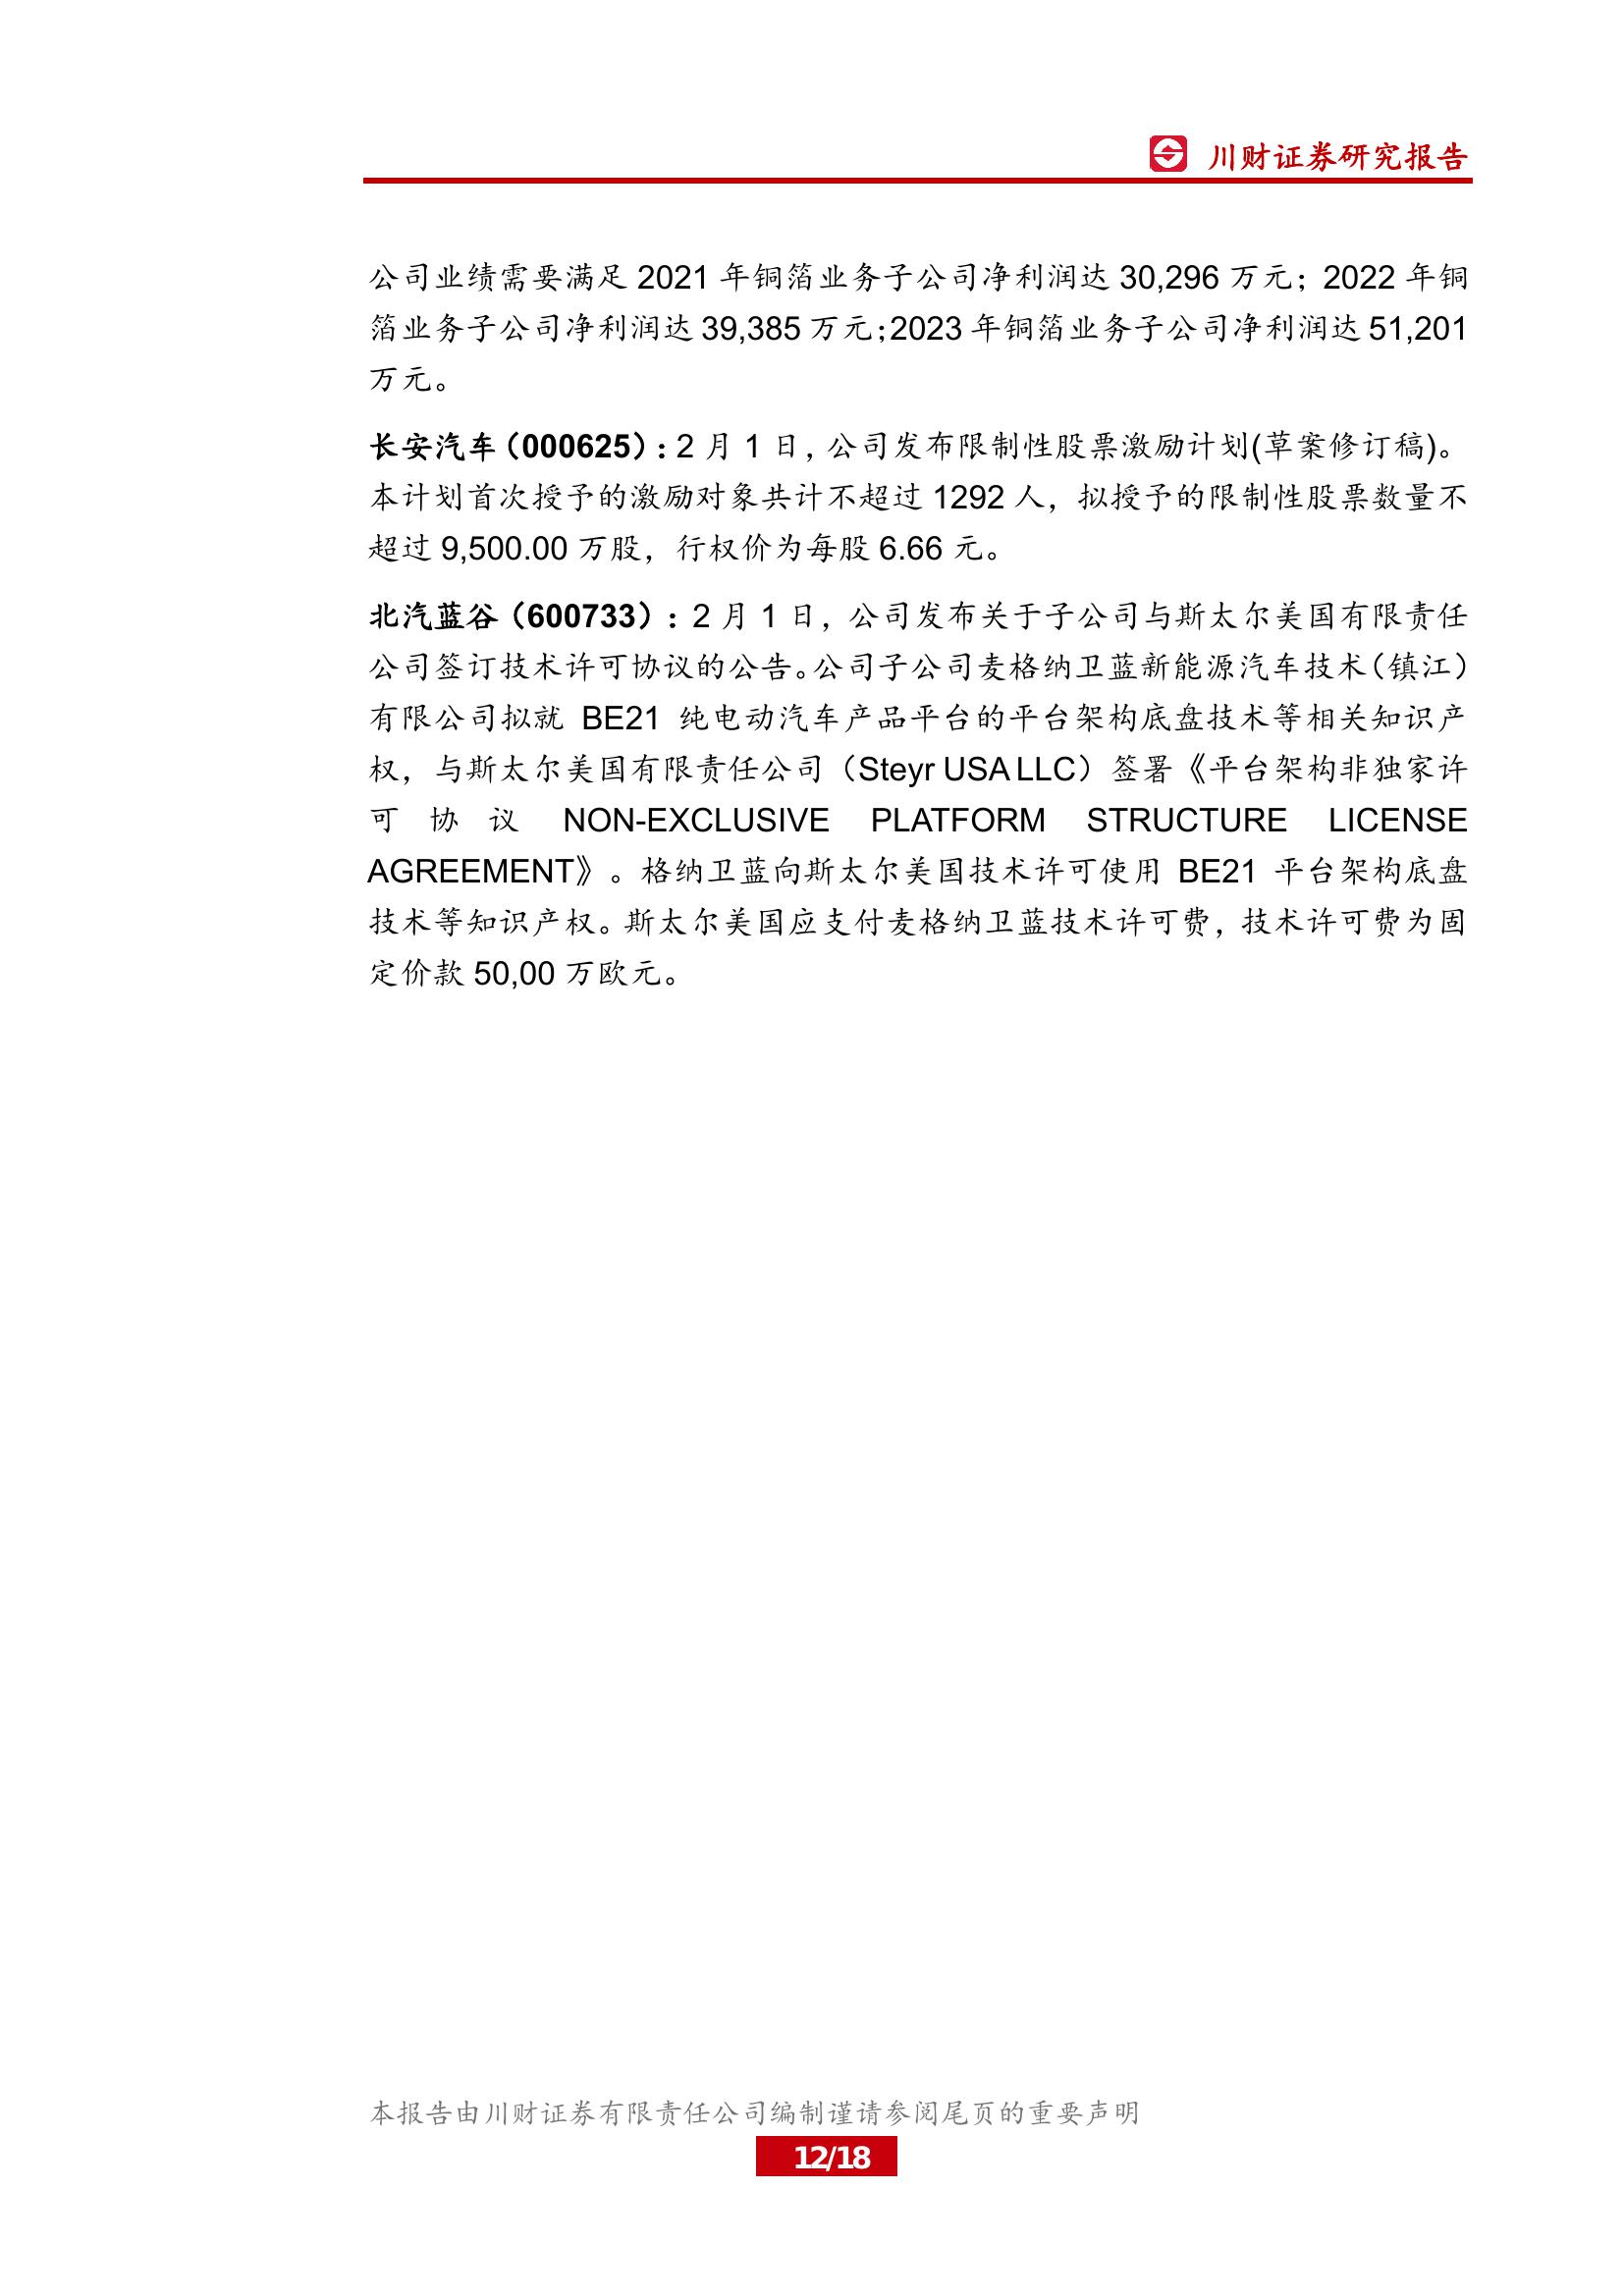 川财证券研究报告
公司业绩需要满足 2021 年铜箔业务子公司净利润达 30,296 万元；2022 年铜
箔业务子公司净利润达 39,385 万元；2023 年铜箔业务子公司净利润达 51,201
万元。
长安汽车（000625）：2 月 1 日，公司发布限制性股票激励计划(草案修订稿)。
本计划首次授予的激励对象共计不超过 1292 人，拟授予的限制性股票数量不
超过 9,500.00 万股，行权价为每股 6.66 元。
北汽蓝谷（600733）：2 月 1 日，公司发布关于子公司与斯太尔美国有限责任
公司签订技术许可协议的公告。公司子公司麦格纳卫蓝新能源汽车技术（镇江）
有限公司拟就 BE21 纯电动汽车产品平台的平台架构底盘技术等相关知识产
权，与斯太尔美国有限责任公司（Steyr USA LLC）签署《平台架构非独家许
可协议 NON-EXCLUSIVE PLATFORM STRUCTURE LICENSE
AGREEMENT》。格纳卫蓝向斯太尔美国技术许可使用 BE21 平台架构底盘
技术等知识产权。斯太尔美国应支付麦格纳卫蓝技术许可费，技术许可费为固
定价款 50,00 万欧元。
本报告由川财证券有限责任公司编制谨请参阅尾页的重要声明
12/18